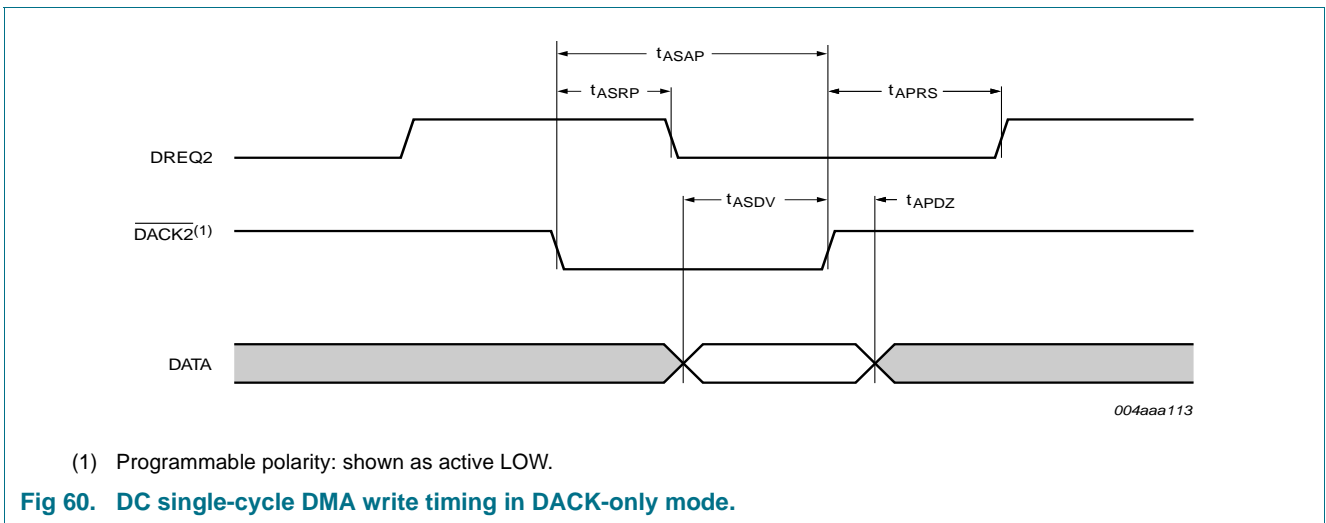 tASAP
tASRP
tAPRS
DREQ2
tASDV
tAPDZ
DACK2(1)
DATA
004aaa113
(1) Programmable polarity: shown as active LOW.
Fig 60. DC single-cycle DMA write timing in DACK-only mode.